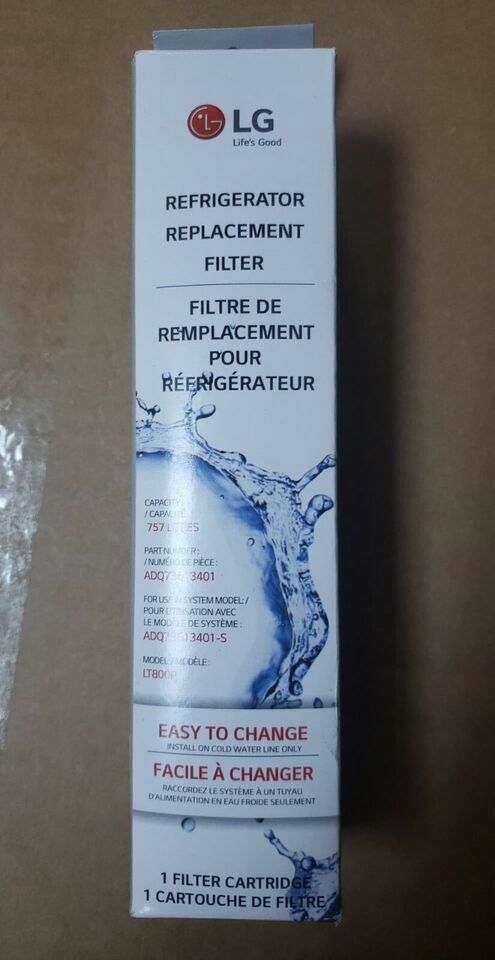 LG
Life's Good
REFRIGERATOR
REPLACEMENT
FILTER
FILTRE DE
REMPLACEMENT
POUR
RÉFRIGÉRATEUR
CAPACITY:
/ CAPACITÉ:
757 LITRES
PART NUMBER:
/ NUMÉRO DE PIÈCE:
ADQ73613401
FOR USE IN SYSTEM MODEL: /
POUR UTILISATION AVEC
LE MODÈLE DE SYSTÈME:
ADQ73613401-S
MODEL: / MODÈLE:
LT800P
EASY TO CHANGE
INSTALL ON COLD WATER LINE ONLY
FACILE À CHANGER
RACCORDEZ LE SYSTÈME À UN TUYAU
D'ALIMENTATION EN EAU FROIDE SEULEMENT
1 FILTER CARTRIDGE
1 CARTOUCHE DE FILTRE